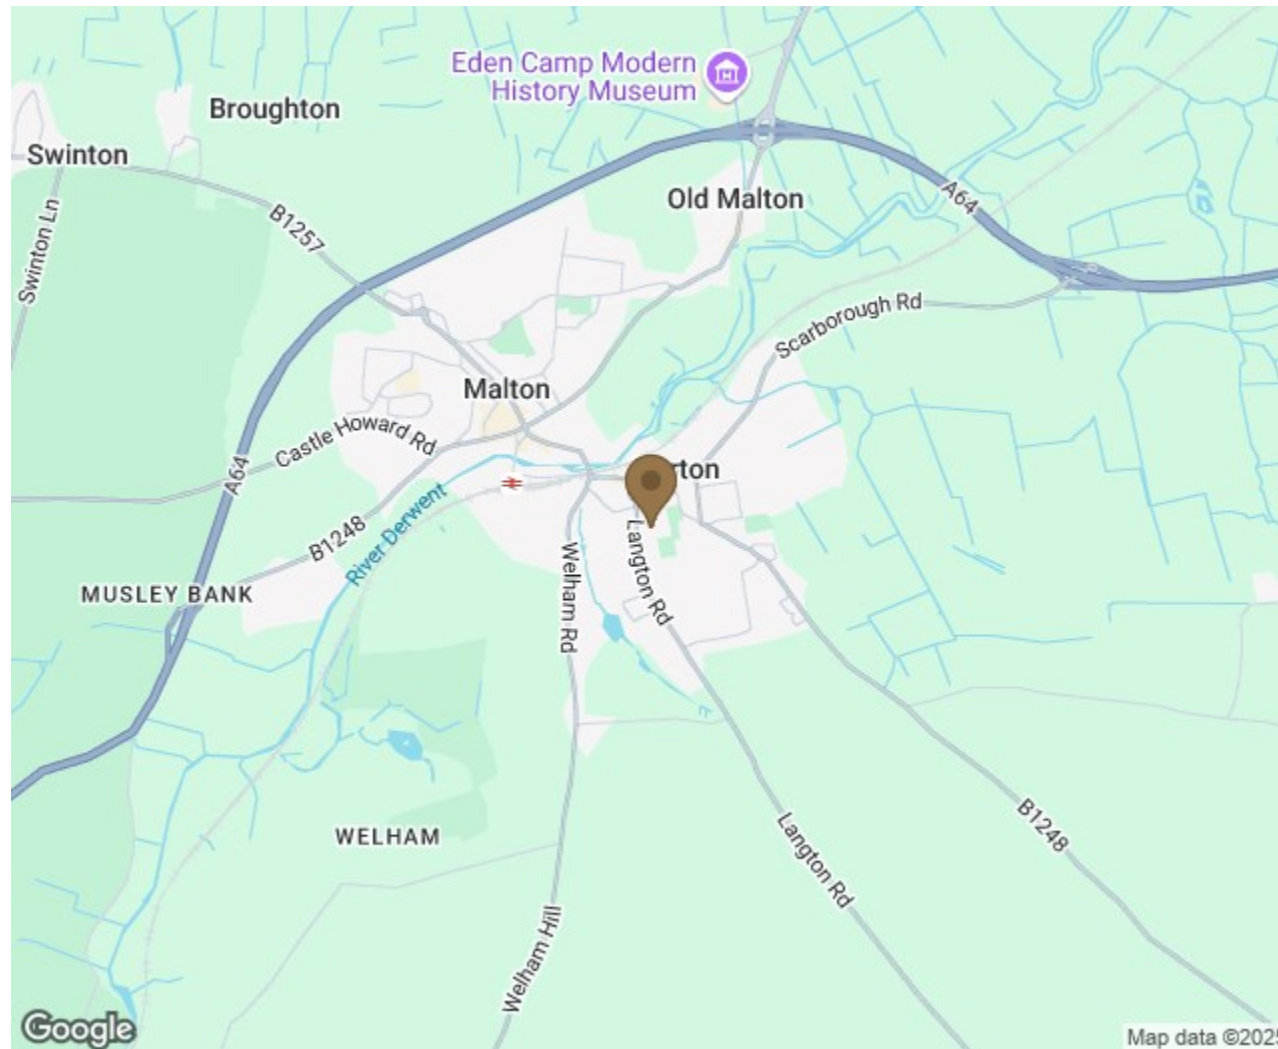 Eden Camp Modern
History Museum
Broughton
Swinton
Old Malton
A64
Swinton Ln
B1257
Scarborough Rd
Malton
Castle Howard Rd
A64
rton
B1248
River Derwent
Langton Rd
Welham Rd
MUSLEY BANK
WELHAM
B1248
Langton Rd
Welham Hill
Google
Map data ©2025